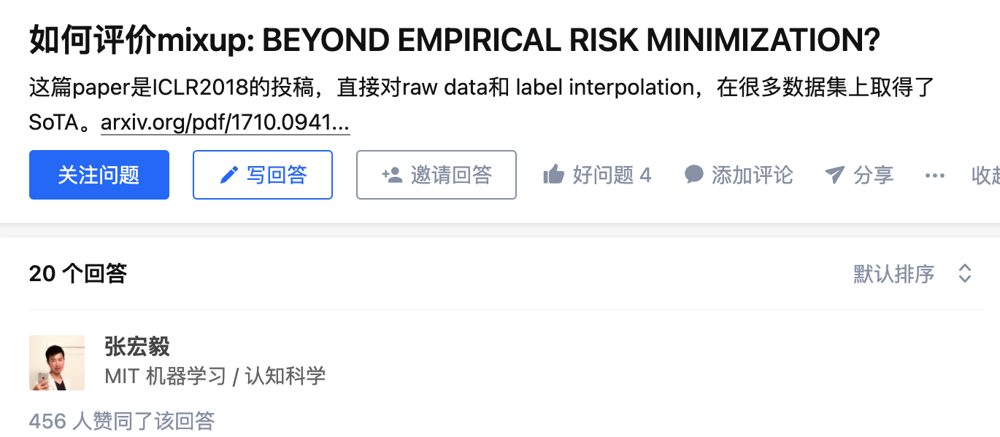 如何评价mixup: BEYOND EMPIRICAL RISK MINIMIZATION?
这篇paper是ICLR2018的投稿，直接对raw data和 label interpolation，在很多数据集上取得了
SoTA。arxiv.org/pdf/1710.0941...
关注问题 写回答 邀请回答 好问题 4 添加评论 分享 ··· 收
20 个回答 默认排序
张宏毅
MIT 机器学习 / 认知科学
456 人赞同了该回答